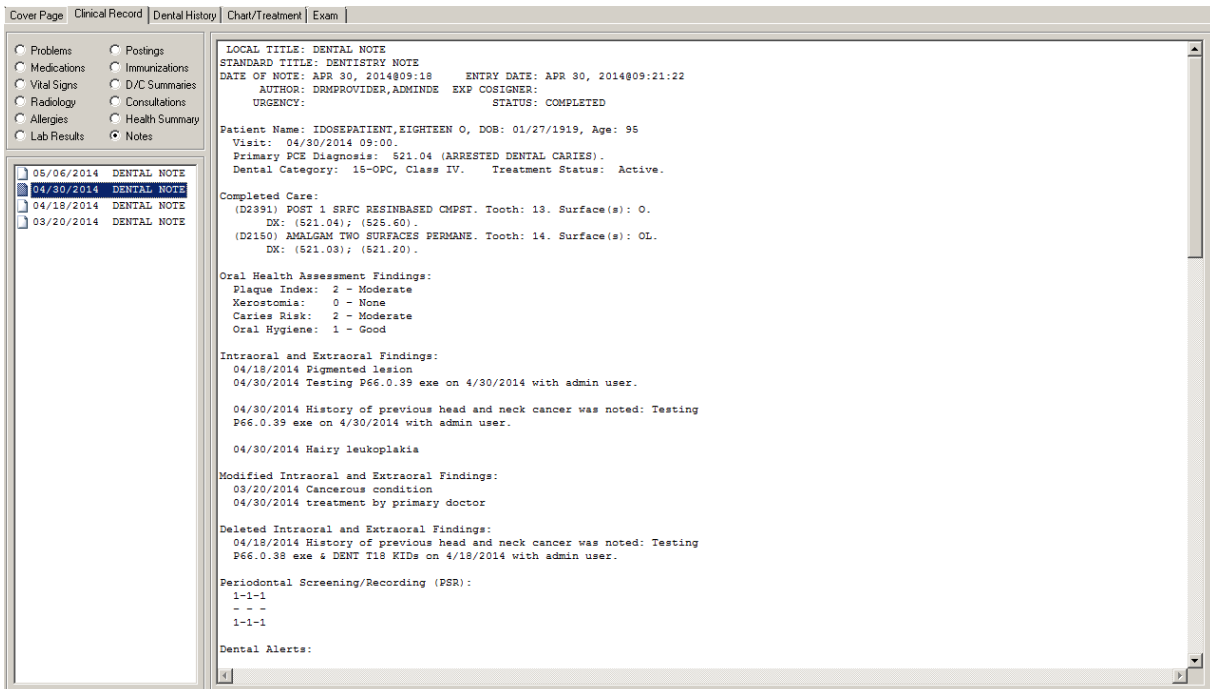 Cover Page Clinical Record Dental History Chart/Treatment Exam
Problems Postings
Medications Immunizations
Vital Signs D/C Summaries
Radiology Consultations
Allergies Health Summary
Lab Results Notes
05/06/2014 DENTAL NOTE
04/30/2014 DENTAL NOTE
04/18/2014 DENTAL NOTE
03/20/2014 DENTAL NOTE
LOCAL TITLE: DENTAL NOTE
STANDARD TITLE: DENTISTRY NOTE
DATE OF NOTE: APR 30, 2014@09:18 ENTRY DATE: APR 30, 2014@09:21:22
AUTHOR: DRMPROVIDER,ADMINDE EXP COSIGNER:
URGENCY: STATUS: COMPLETED
Patient Name: IDOSEPATIENT,EIGHTEEN O, DOB: 01/27/1919, Age: 95
Visit: 04/30/2014 09:00.
Primary PCE Diagnosis: 521.04 (ARRESTED DENTAL CARIES).
Dental Category: 15-OPC, Class IV. Treatment Status: Active.
Completed Care:
(D2391) POST 1 SRFC RESINBASED CMPST. Tooth: 13. Surface(s): O.
DX: (521.04); (525.60).
(D2150) AMALGAM TWO SURFACES PERMANE. Tooth: 14. Surface(s): OL.
DX: (521.03); (521.20).
Oral Health Assessment Findings:
Plaque Index: 2 - Moderate
Xerostomia: 0 - None
Caries Risk: 2 - Moderate
Oral Hygiene: 1 - Good
Intraoral and Extraoral Findings:
04/18/2014 Pigmented lesion
04/30/2014 Testing P66.0.39 exe on 4/30/2014 with admin user.
04/30/2014 History of previous head and neck cancer was noted: Testing
P66.0.39 exe on 4/30/2014 with admin user.
04/30/2014 Hairy leukoplakia
Modified Intraoral and Extraoral Findings:
03/20/2014 Cancerous condition
04/30/2014 treatment by primary doctor
Deleted Intraoral and Extraoral Findings:
04/18/2014 History of previous head and neck cancer was noted: Testing
P66.0.38 exe & DENT T18 KIDs on 4/18/2014 with admin user.
Periodontal Screening/Recording (PSR):
1-1-1
- - -
1-1-1
Dental Alerts: